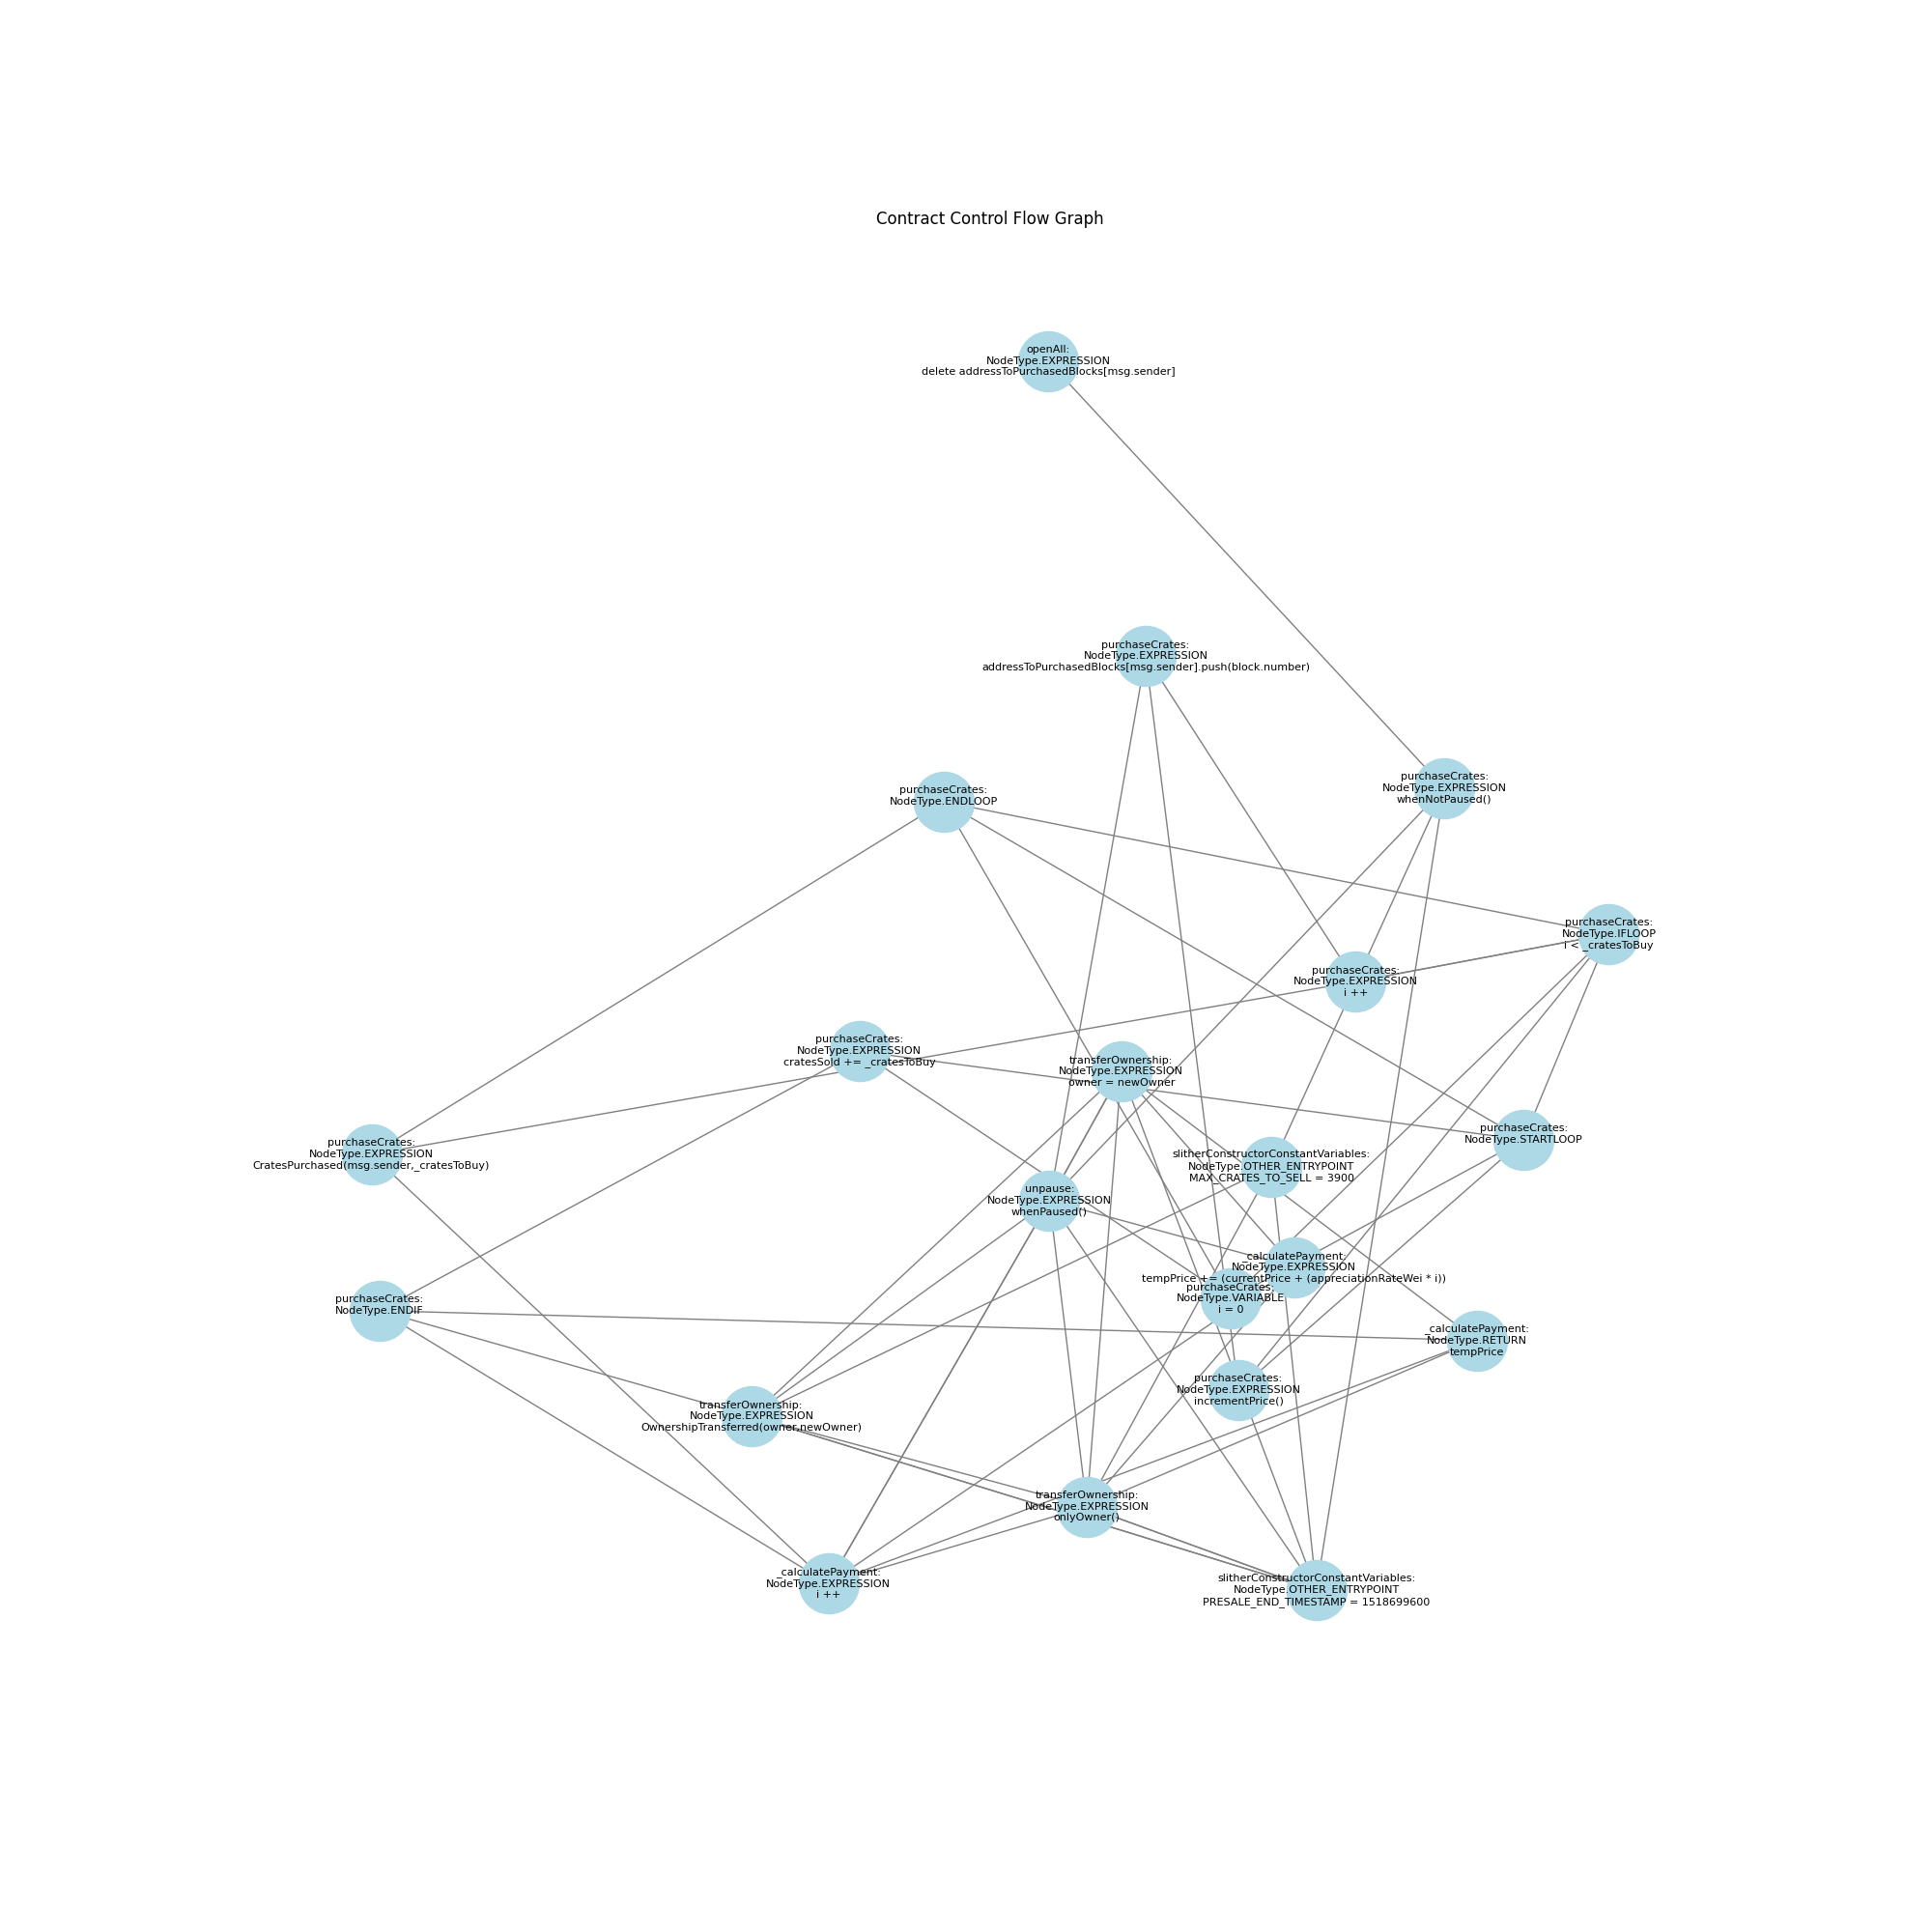 Contract Control Flow Graph
openAll:
NodeType.EXPRESSION
delete addressToPurchasedBlocks[msg.sender]
purchaseCrates:
NodeType.EXPRESSION
addressToPurchasedBlocks[msg.sender].push(block.number)
purchaseCrates:
NodeType.EXPRESSION
whenNotPaused()
purchaseCrates:
NodeType.ENDLOOP
purchaseCrates:
NodeType.IFLOOP
i < _cratesToBuy
purchaseCrates:
NodeType.EXPRESSION
i ++
purchaseCrates:
NodeType.EXPRESSION
cratesSold += _cratesToBuy
transferOwnership:
NodeType.EXPRESSION
owner = newOwner
purchaseCrates:
NodeType.STARTLOOP
purchaseCrates:
NodeType.EXPRESSION
CratesPurchased(msg.sender,_cratesToBuy)
slitherConstructorConstantVariables:
NodeType.OTHER_ENTRYPOINT
MAX_CRATES_TO_SELL = 3900
unpause:
NodeType.EXPRESSION
whenPaused()
_calculatePayment:
NodeType.EXPRESSION
tempPrice += (currentPrice + (appreciationRateWei * i))
purchaseCrates:
NodeType.VARIABLE
i = 0
purchaseCrates:
NodeType.ENDIF
_calculatePayment:
NodeType.RETURN
tempPrice
purchaseCrates:
NodeType.EXPRESSION
incrementPrice()
transferOwnership:
NodeType.EXPRESSION
OwnershipTransferred(owner,newOwner)
transferOwnership:
NodeType.EXPRESSION
onlyOwner()
_calculatePayment:
NodeType.EXPRESSION
i ++
slitherConstructorConstantVariables:
NodeType.OTHER_ENTRYPOINT
PRESALE_END_TIMESTAMP = 1518699600